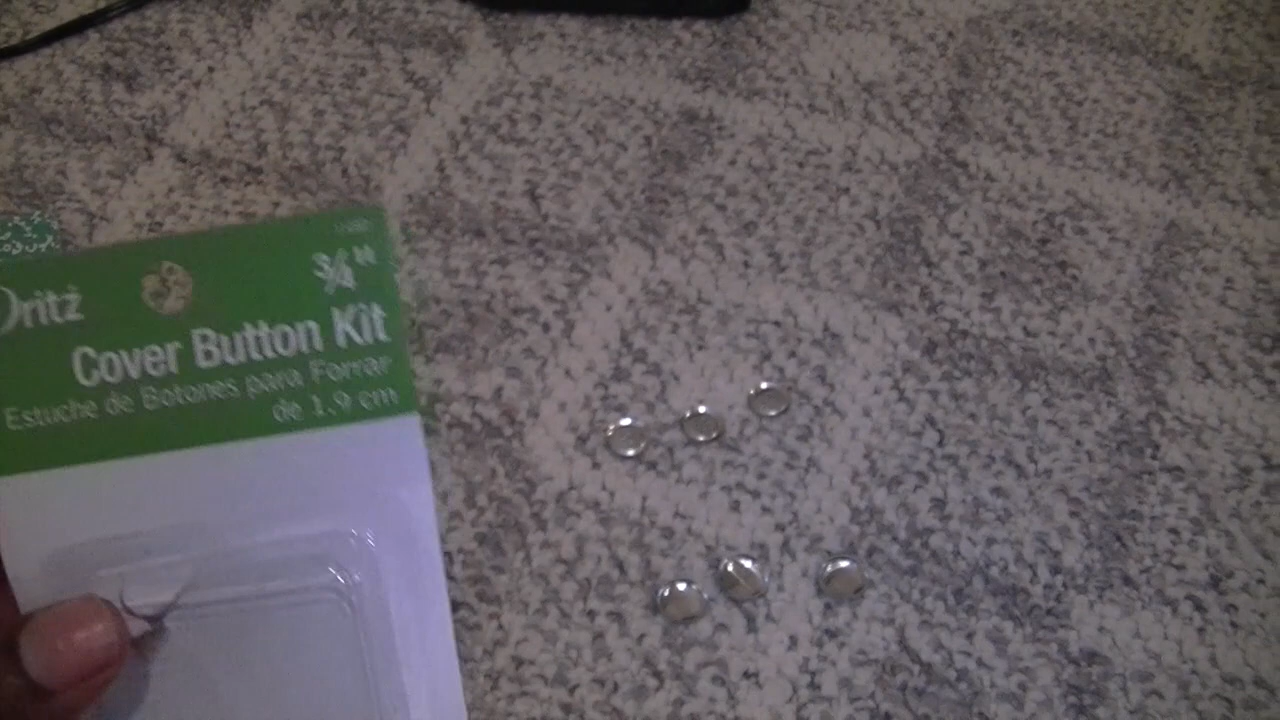 Dritz
3/4"
Cover Button Kit
Estuche de Botones para Forrar
de 1.9 cm